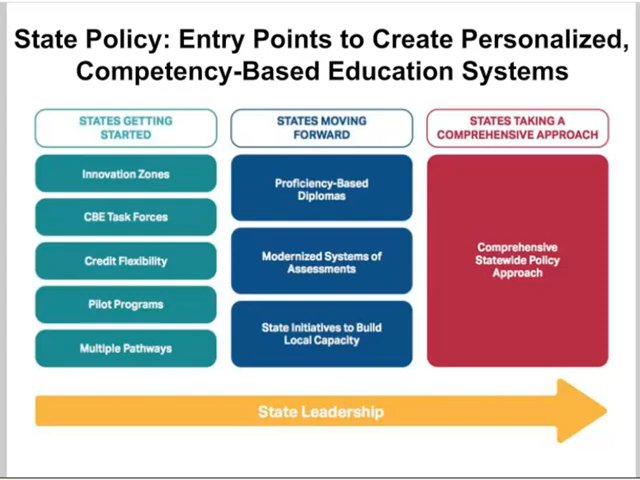 State Policy: Entry Points to Create Personalized,
Competency-Based Education Systems
STATES GETTING
STARTED
Innovation Zones
CBE Task Forces
Credit Flexibility
Pilot Programs
Multiple Pathways
STATES MOVING
FORWARD
Proficiency-Based
Diplomas
Modernized Systems of
Assessments
State Initiatives to Build
Local Capacity
STATES TAKING A
COMPREHENSIVE APPROACH
Comprehensive
Statewide Policy
Approach
State Leadership